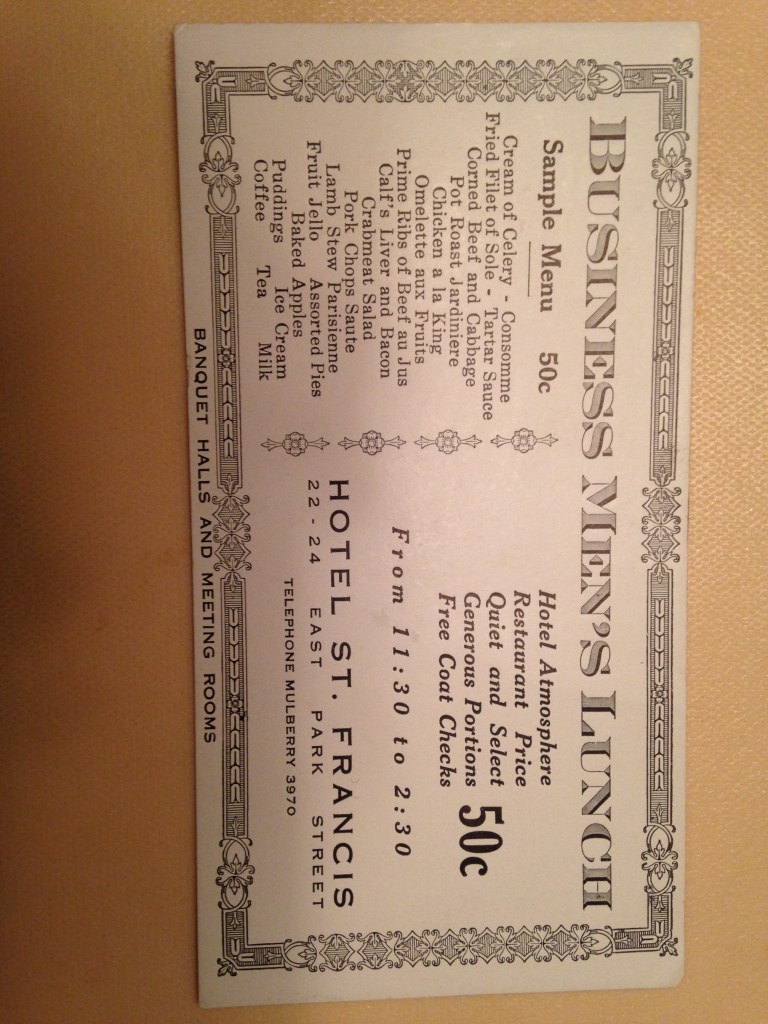 BUSINESS MEN'S LUNCH
Sample Menu 50c
Cream of Celery - Consomme
Fried Filet of Sole - Tartar Sauce
Corned Beef and Cabbage
Pot Roast Jardiniere
Chicken a la King
Omelette aux Fruits
Prime Ribs of Beef au Jus
Calf's Liver and Bacon
Crabmeat Salad
Pork Chops Saute
Lamb Stew Parisienne
Fruit Jello Assorted Pies
Baked Apples
Puddings Ice Cream
Coffee Tea Milk
Hotel Atmosphere
Restaurant Price
Quiet and Select
Generous Portions
Free Coat Checks
50c
From 11:30 to 2:30
HOTEL ST. FRANCIS
22 - 24 EAST PARK STREET
TELEPHONE MULBERRY 3970
BANQUET HALLS AND MEETING ROOMS